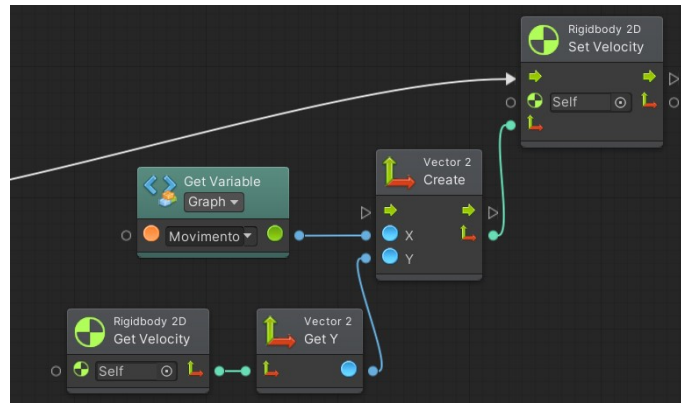 Rigidbody 2D
Set Velocity
Self
Get Variable
Graph
Movimento
Vector 2
Create
X
Y
Rigidbody 2D
Get Velocity
Self
Vector 2
Get Y